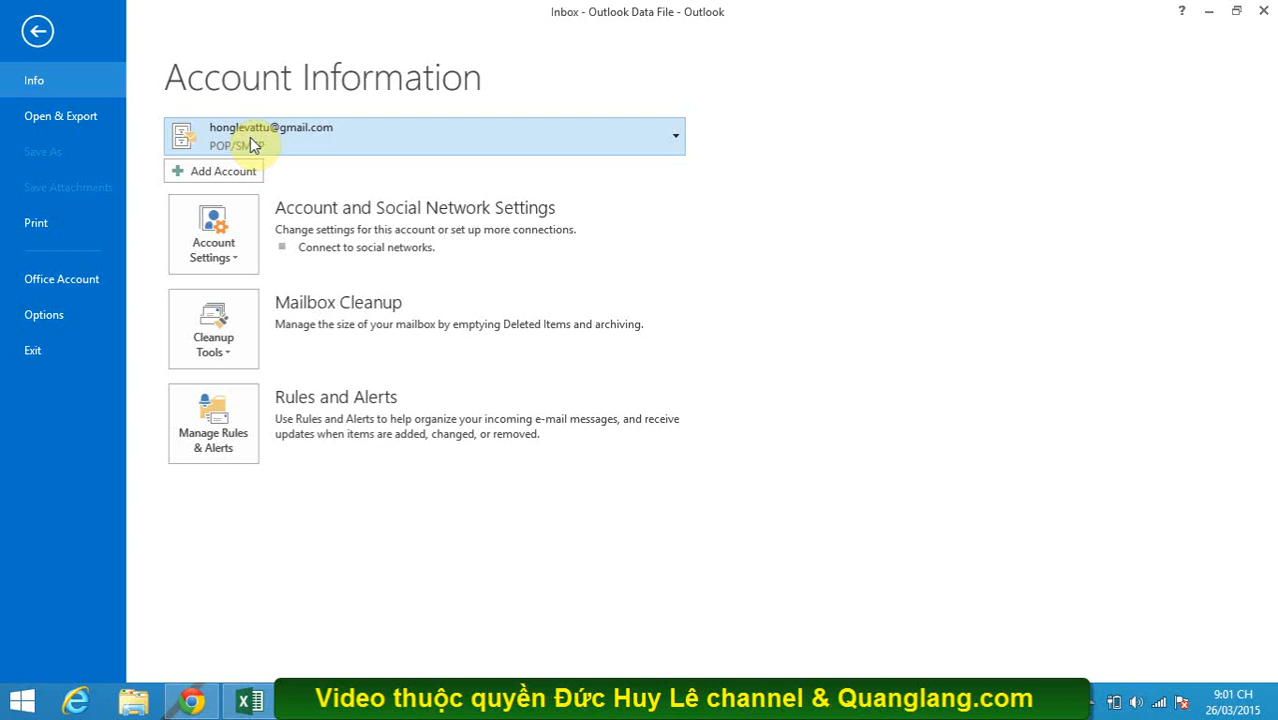 Inbox - Outlook Data File - Outlook
?
Info
Open & Export
Save As
Save Attachments
Print
Office Account
Options
Exit
Account Information
honglevattu@gmail.com
POP/SMTP
Add Account
Account Settings
Account and Social Network Settings
Change settings for this account or set up more connections.
Connect to social networks.
Cleanup Tools
Mailbox Cleanup
Manage the size of your mailbox by emptying Deleted Items and archiving.
Manage Rules & Alerts
Rules and Alerts
Use Rules and Alerts to help organize your incoming e-mail messages, and receive
updates when items are added, changed, or removed.
Video thuộc quyền Đức Huy Lê channel & Quanglang.com
9:01 CH
26/03/2015